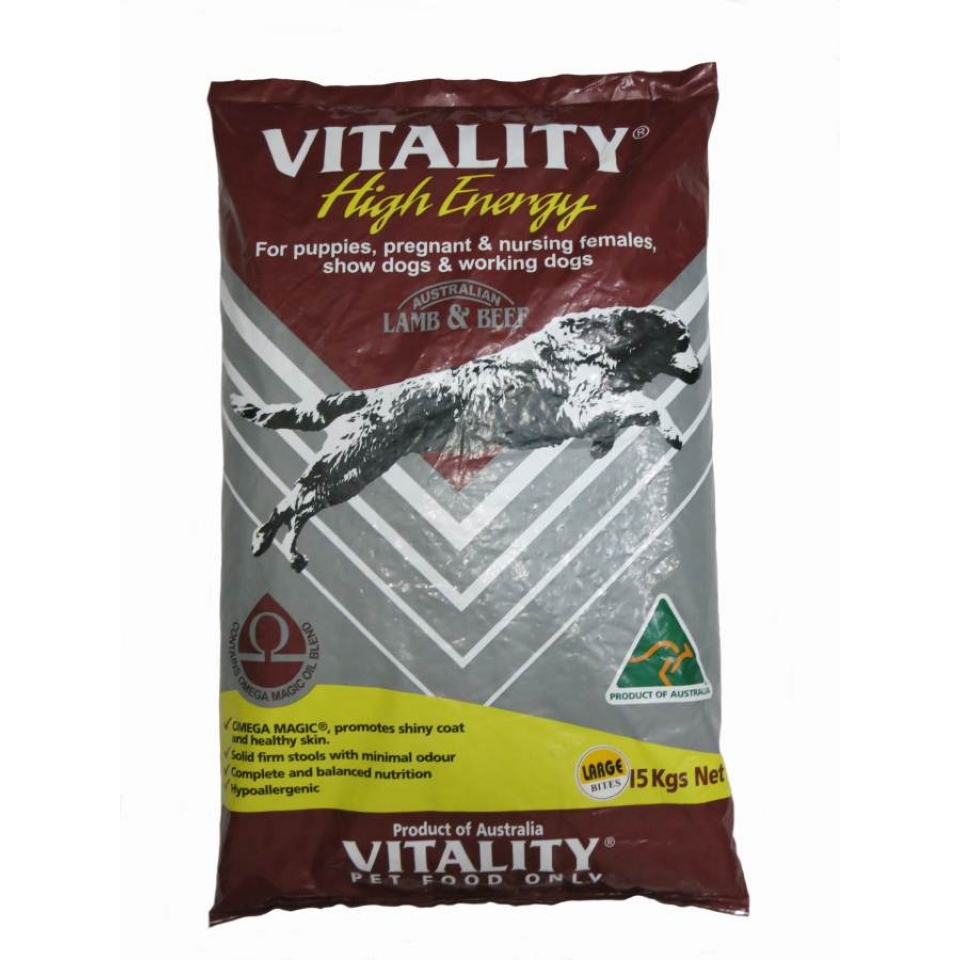 VITALITY®
High Energy
For puppies, pregnant & nursing females,
show dogs & working dogs
AUSTRALIAN
LAMB & BEEF
Ω
CONTAINS OMEGA MAGIC OIL BLEND
PRODUCT OF AUSTRALIA
✓ OMEGA MAGIC®, promotes shiny coat
and healthy skin.
✓ Solid firm stools with minimal odour
✓ Complete and balanced nutrition
✓ Hypoallergenic
LARGE
BITES
15Kgs Net
Product of Australia
VITALITY®
PET FOOD ONLY